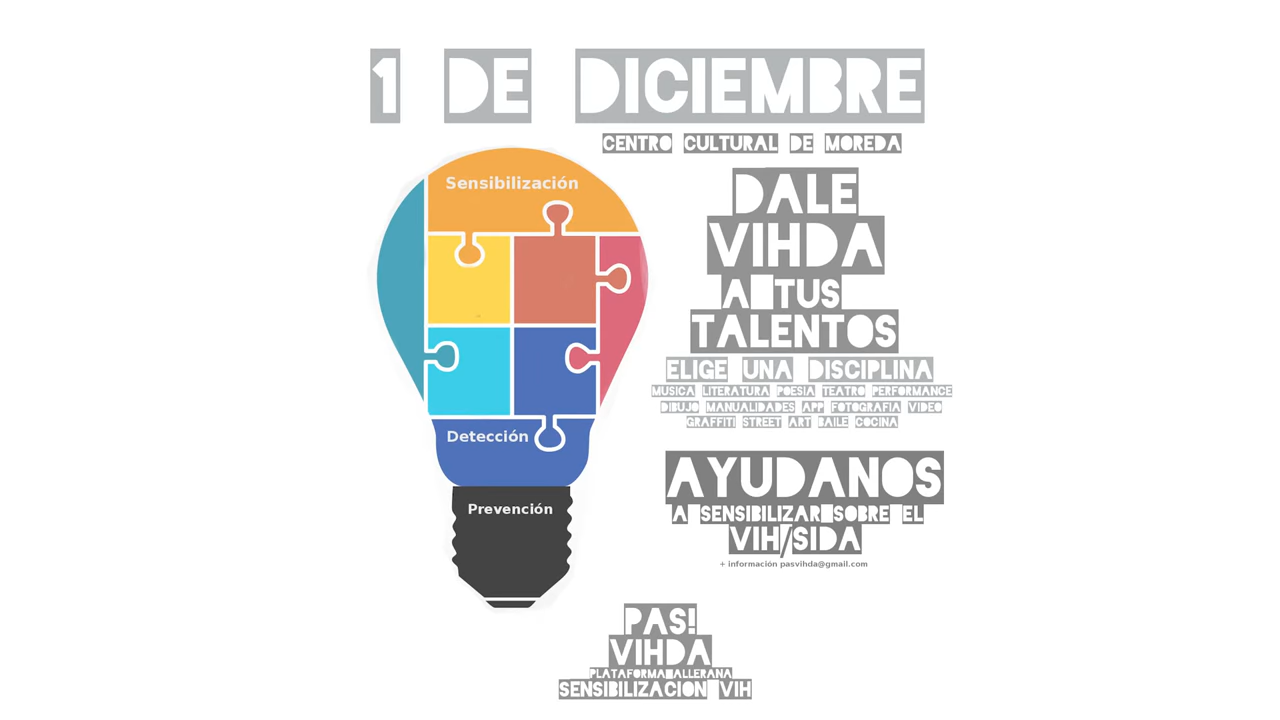 1 DE DICIEMBRE
CENTRO CULTURAL DE MOREDA
Sensibilización
DALE
VIHDA
A TUS
TALENTOS
ELIGE UNA DISCIPLINA
MUSICA LITERATURA POESIA TEATRO PERFORMANCE
DIBUJO MANUALIDADES APP FOTOGRAFIA VIDEO
GRAFFITI STREET ART BAILE COCINA
Detección
Prevención
AYUDANOS
A SENSIBILIZAR SOBRE EL
VIH/SIDA
+ información pasvihda@gmail.com
PAS!
VIHDA
PLATAFORMA ALLERANA
SENSIBILIZACION VIH